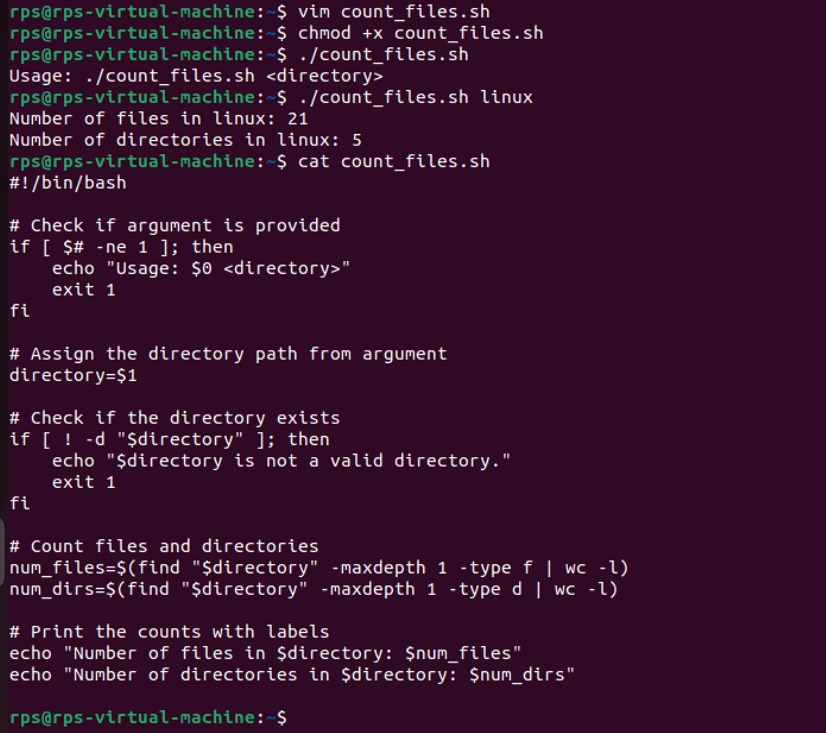 rps@rps-virtual-machine:~$ vim count_files.sh
rps@rps-virtual-machine:~$ chmod +x count_files.sh
rps@rps-virtual-machine:~$ ./count_files.sh
Usage: ./count_files.sh <directory>
rps@rps-virtual-machine:~$ ./count_files.sh linux
Number of files in linux: 21
Number of directories in linux: 5
rps@rps-virtual-machine:~$ cat count_files.sh
#!/bin/bash

# Check if argument is provided
if [ $# -ne 1 ]; then
    echo "Usage: $0 <directory>"
    exit 1
fi

# Assign the directory path from argument
directory=$1

# Check if the directory exists
if [ ! -d "$directory" ]; then
    echo "$directory is not a valid directory."
    exit 1
fi

# Count files and directories
num_files=$(find "$directory" -maxdepth 1 -type f | wc -l)
num_dirs=$(find "$directory" -maxdepth 1 -type d | wc -l)

# Print the counts with labels
echo "Number of files in $directory: $num_files"
echo "Number of directories in $directory: $num_dirs"

rps@rps-virtual-machine:~$